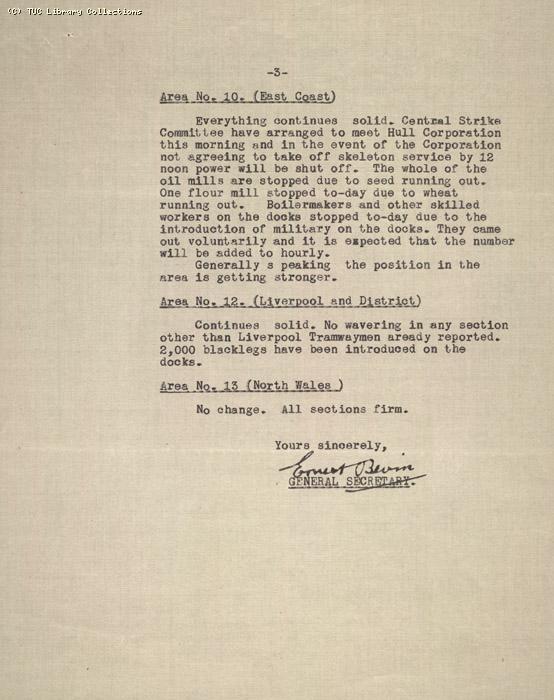 (C) TUC Library Collections
-3-
Area No. 10. (East Coast)
Everything continues solid. Central Strike
Committee have arranged to meet Hull Corporation
this morning and in the event of the Corporation
not agreeing to take off skeleton service by 12
noon power will be shut off. The whole of the
oil mills are stopped due to seed running out.
One flour mill stopped to-day due to wheat
running out. Boilermakers and other skilled
workers on the docks stopped to-day due to the
introduction of military on the docks. They came
out voluntarily and it is expected that the number
will be added to hourly.
Generally s peaking the position in the
area is getting stronger.
Area No. 12. (Liverpool and District)
Continues solid. No wavering in any section
other than Liverpool Tramwaymen aready reported.
2,000 blacklegs have been introduced on the
docks.
Area No. 13 (North Wales )
No change. All sections firm.
Yours sincerely,
Ernest Bevin
GENERAL SECRETARY.